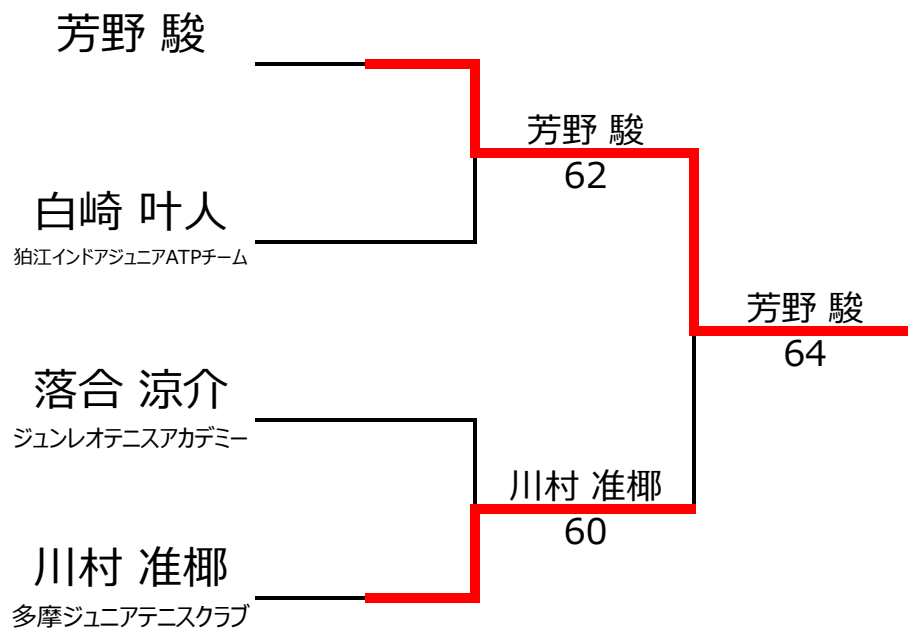 芳野 駿
白崎 叶人
狛江インドアジュニアATPチーム
落合 涼介
ジュンレオテニスアカデミー
川村 准椰
多摩ジュニアテニスクラブ
芳野 駿
62
川村 准椰
60
芳野 駿
64